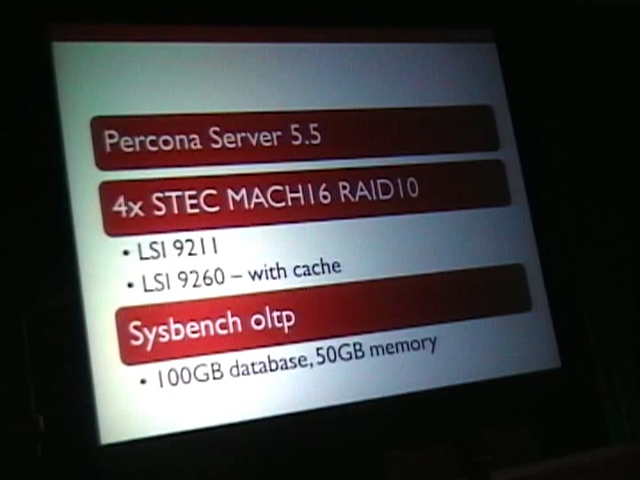 Percona Server 5.5
4x STEC MACH16 RAID10
• LSI 9211
• LSI 9260 – with cache
Sysbench oltp
• 100GB database, 50GB memory